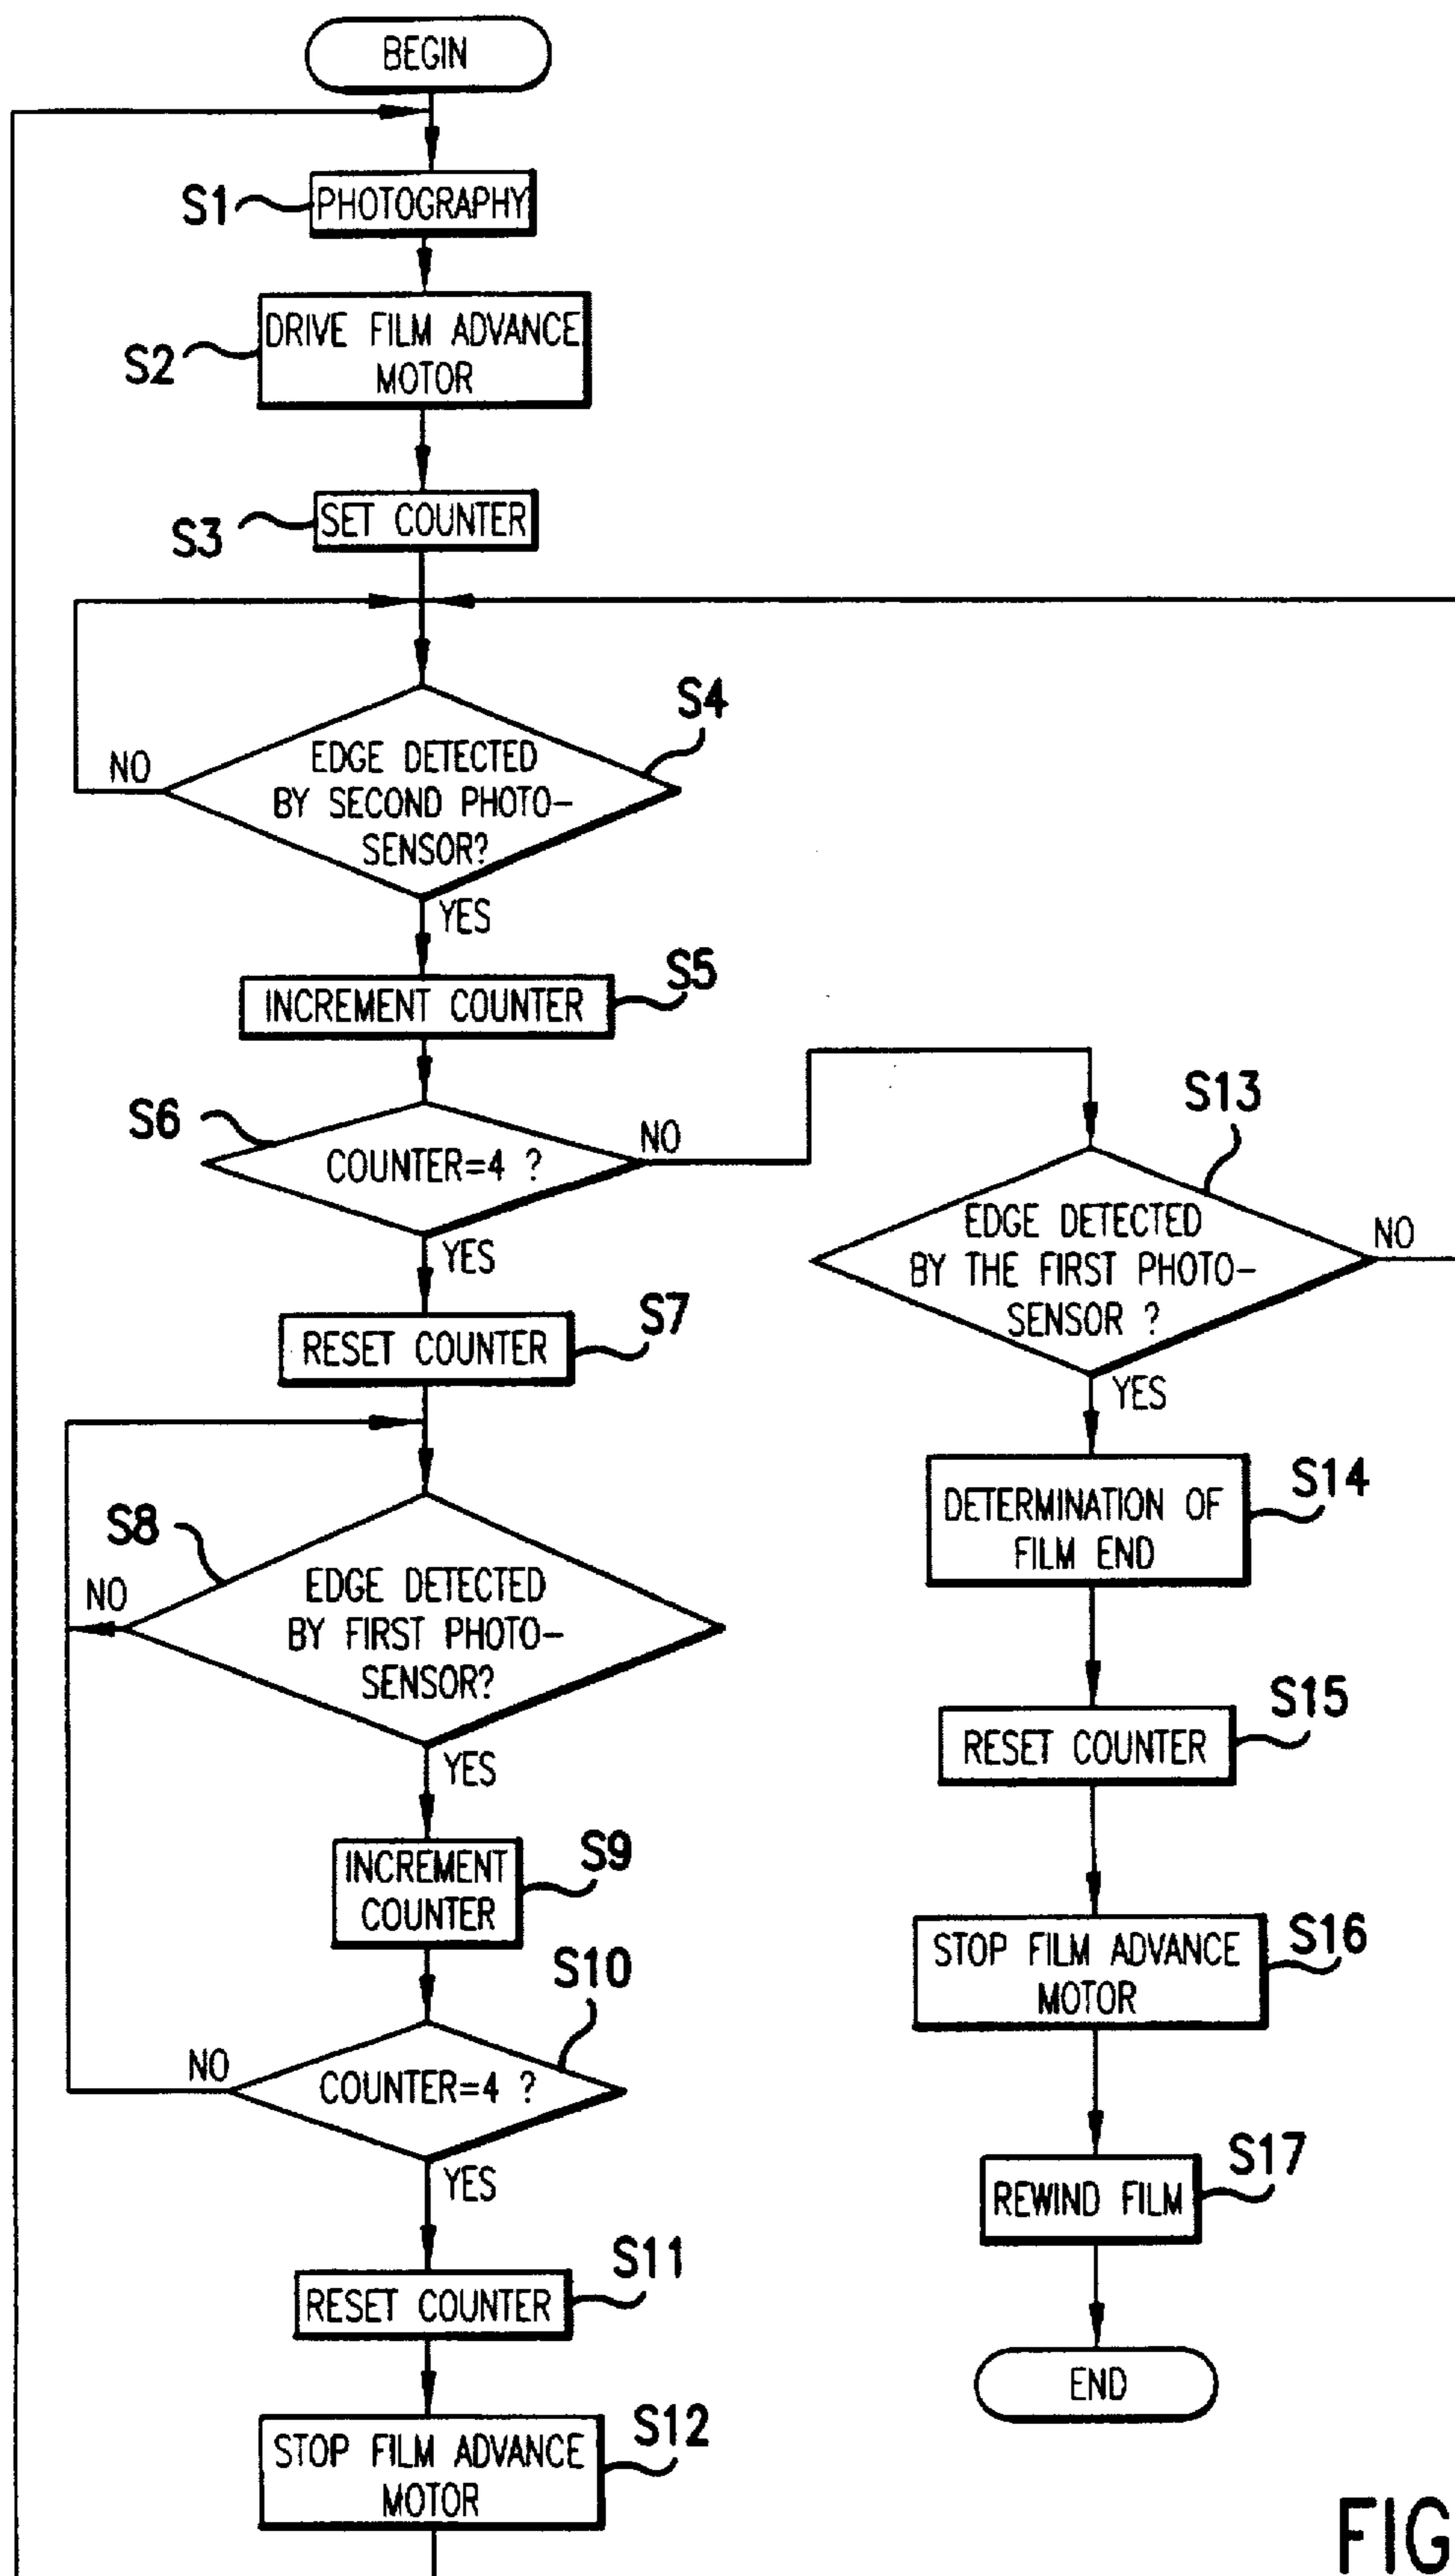 BEGIN
S1
PHOTOGRAPHY
S2
DRIVE FILM ADVANCE
MOTOR
S3
SET COUNTER
S4
EDGE DETECTED
BY SECOND PHOTO-
SENSOR?
NO
YES
S5
INCREMENT COUNTER
S6
COUNTER=4 ?
NO
YES
S7
RESET COUNTER
S8
EDGE DETECTED
BY FIRST PHOTO-
SENSOR?
NO
YES
S9
INCREMENT
COUNTER
S10
COUNTER=4 ?
NO
YES
S11
RESET COUNTER
S12
STOP FILM ADVANCE
MOTOR
S13
EDGE DETECTED
BY THE FIRST PHOTO-
SENSOR ?
NO
YES
S14
DETERMINATION OF
FILM END
S15
RESET COUNTER
S16
STOP FILM ADVANCE
MOTOR
S17
REWIND FILM
END
FIG